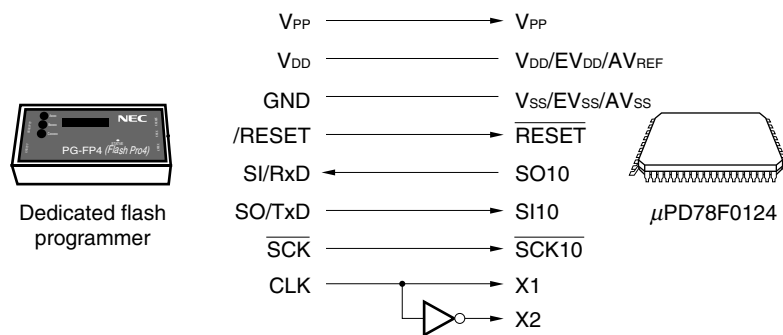 VPP VPP
VDD VDD/EVDD/AVREF
GND VSS/EVSS/AVSS
/RESET RESET
SI/RxD SO10
SO/TxD SI10
SCK SCK10
CLK X1
X2
NEC
PG-FP4 (Flash Pro4)
Dedicated flash
programmer
μPD78F0124